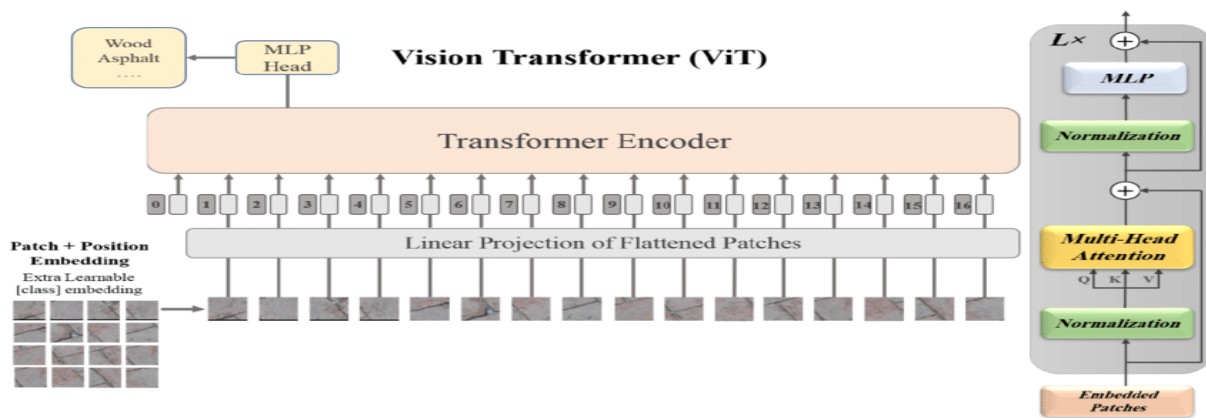 Wood
Asphalt
....
MLP
Head
Vision Transformer (ViT)
Transformer Encoder
0 1 2 3 4 5 6 7 8 9 10 11 12 13 14 15 16
Linear Projection of Flattened Patches
Patch + Position
Embedding
Extra Learnable
[class] embedding
L×
+
MLP
Normalization
+
Multi-Head
Attention
Q K V
Normalization
Embedded
Patches